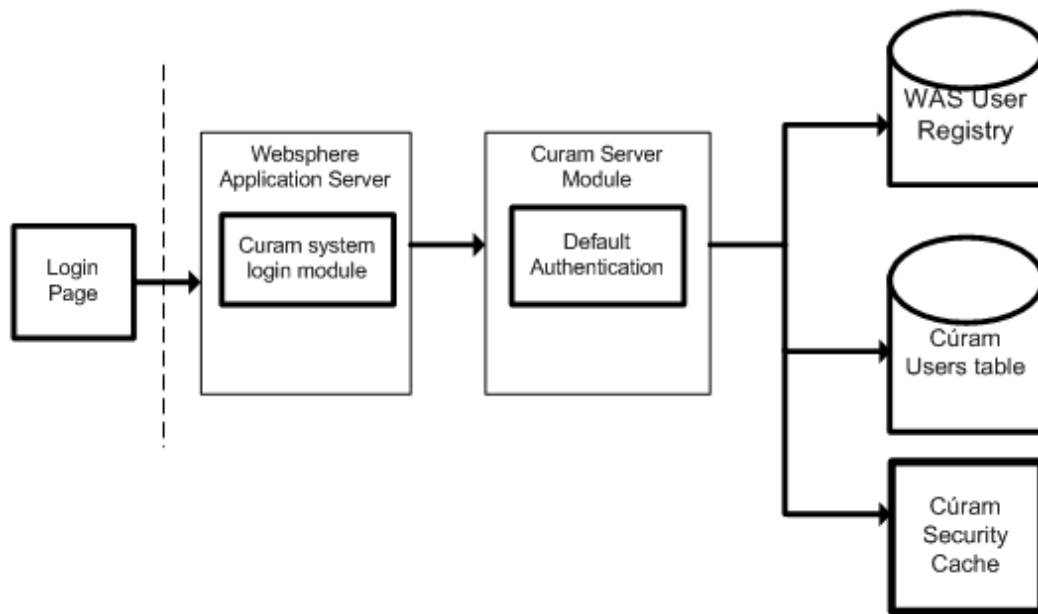 Login
Page
Websphere
Application Server
Curam system
login module
Curam Server
Module
Default
Authentication
WAS User
Registry
Cúram
Users table
Cúram
Security
Cache